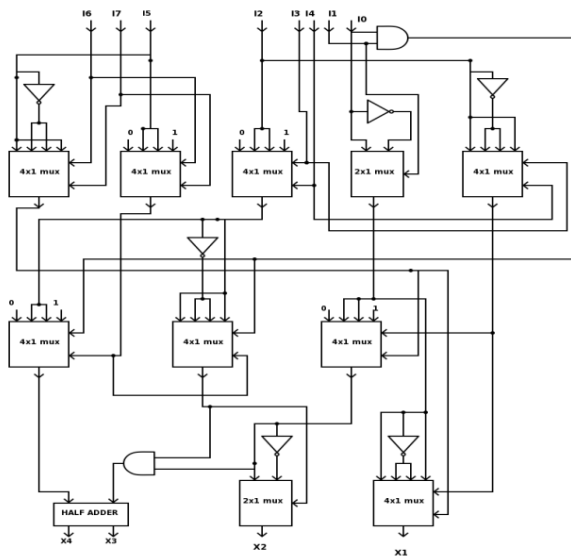 I6 I7 I5 I2 I3 I4 I1 I0
0 1 0 1
4x1 mux 4x1 mux 4x1 mux 2x1 mux 4x1 mux
0 1 0 1
4x1 mux 4x1 mux 4x1 mux
HALF ADDER 2x1 mux 4x1 mux
X4 X3 X2 X1